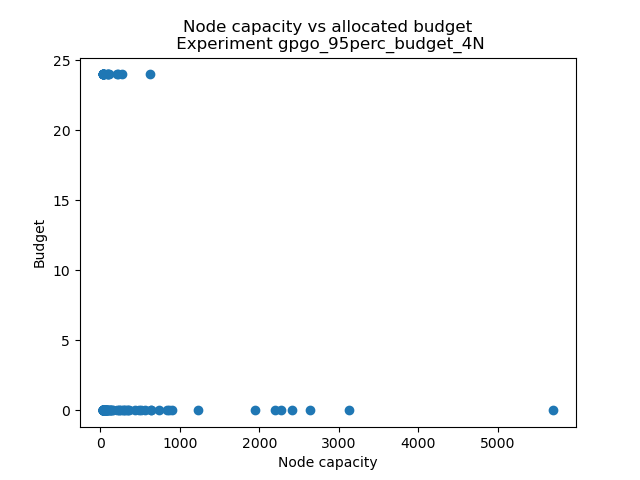 Node capacity vs allocated budget
Experiment gpgo_95perc_budget_4N
25
20
15
10
5
0
Budget
0 1000 2000 3000 4000 5000
Node capacity